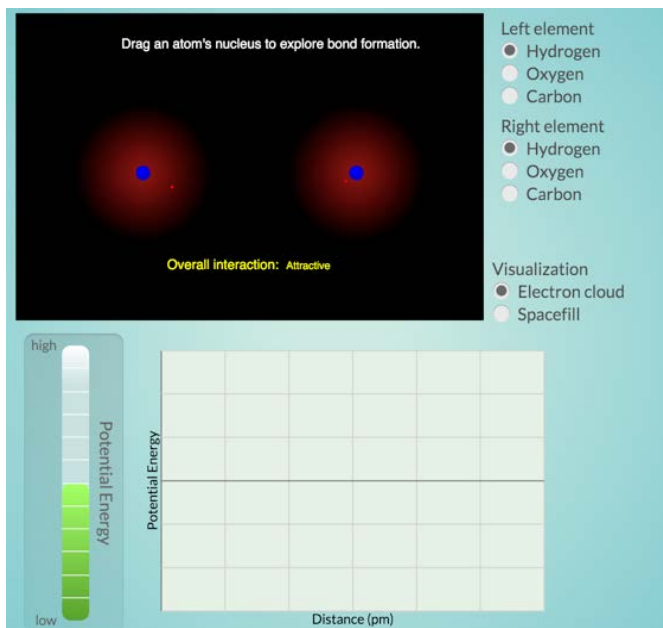 Drag an atom's nucleus to explore bond formation.
Overall interaction: Attractive
Left element
Hydrogen
Oxygen
Carbon
Right element
Hydrogen
Oxygen
Carbon
Visualization
Electron cloud
Spacefill
high
Potential Energy
low
Potential Energy
Distance (pm)